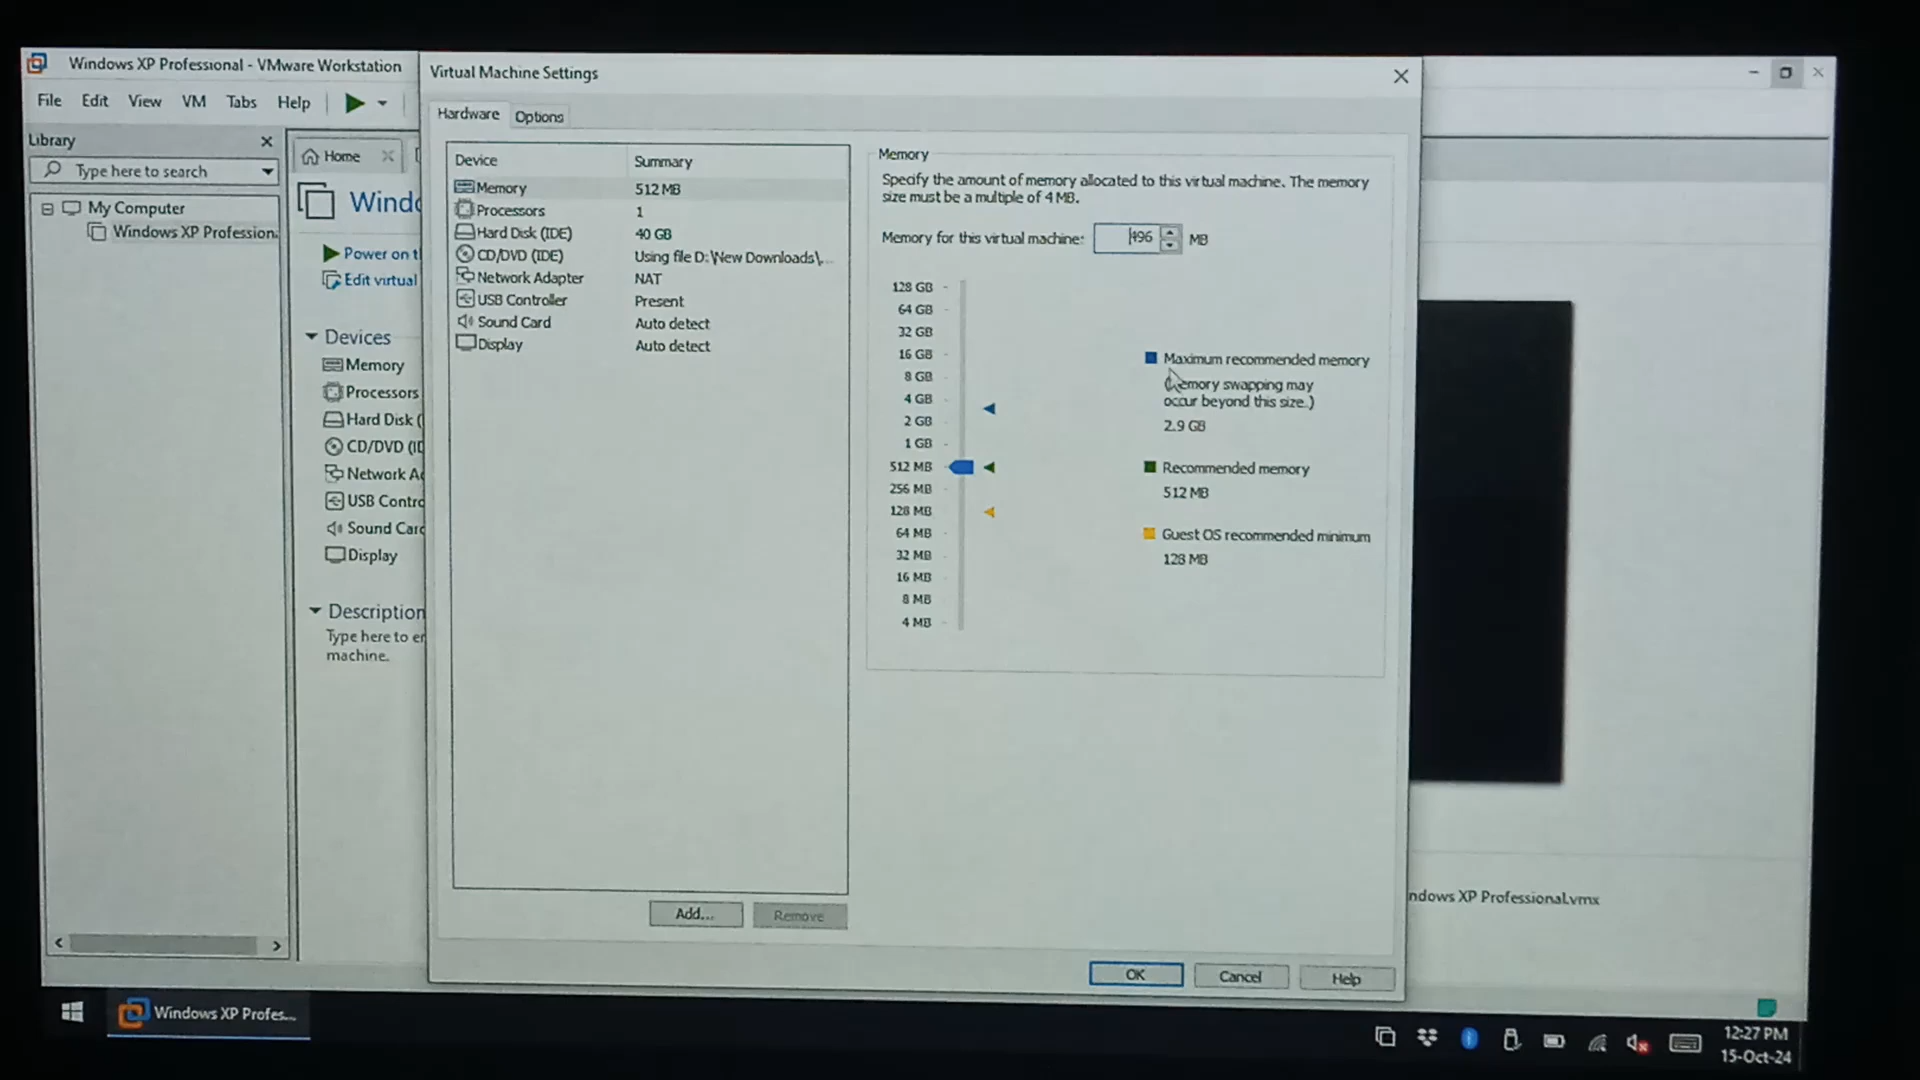 Windows XP Professional - VMware Workstation
File Edit View VM Tabs Help
Library
Type here to search
My Computer
Windows XP Profession
Home
Windo
Power on t
Edit virtual
Devices
Memory
Processors
Hard Disk (
CD/DVD (ID
Network Ad
USB Contro
Sound Card
Display
Description
Type here to en
machine.
Virtual Machine Settings
Hardware Options
Device Summary
Memory 512 MB
Processors 1
Hard Disk (IDE) 40 GB
CD/DVD (IDE) Using file D:\New Downloads\...
Network Adapter NAT
USB Controller Present
Sound Card Auto detect
Display Auto detect
Add... Remove
Memory
Specify the amount of memory allocated to this virtual machine. The memory
size must be a multiple of 4 MB.
Memory for this virtual machine: 496 MB
128 GB
64 GB
32 GB
16 GB
8 GB
4 GB
2 GB
1 GB
512 MB
256 MB
128 MB
64 MB
32 MB
16 MB
8 MB
4 MB
Maximum recommended memory
(Memory swapping may
occur beyond this size.)
2.9 GB
Recommended memory
512 MB
Guest OS recommended minimum
128 MB
OK Cancel Help
ndows XP Professional.vmx
Windows XP Profes...
12:27 PM
15-Oct-24